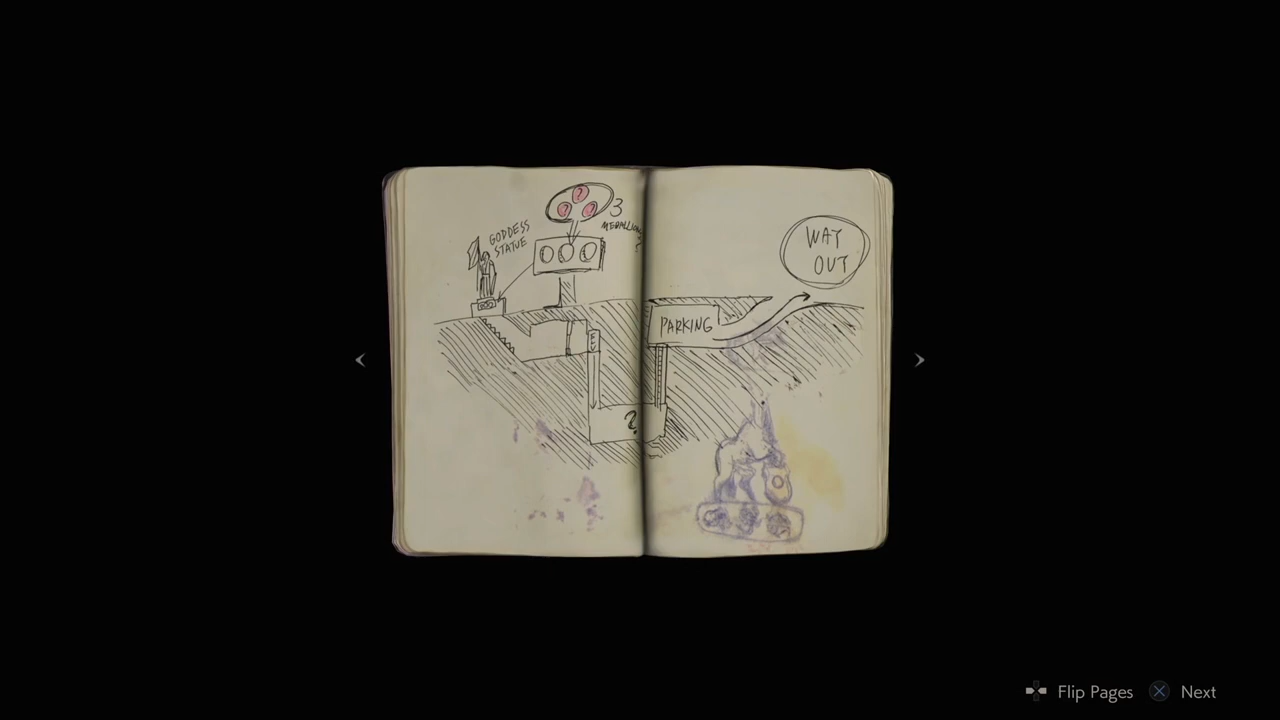 ?
? ?
3
MEDALLIONS
?
GODDESS
STATUE
WAY
OUT
PARKING
?
Flip Pages
Next